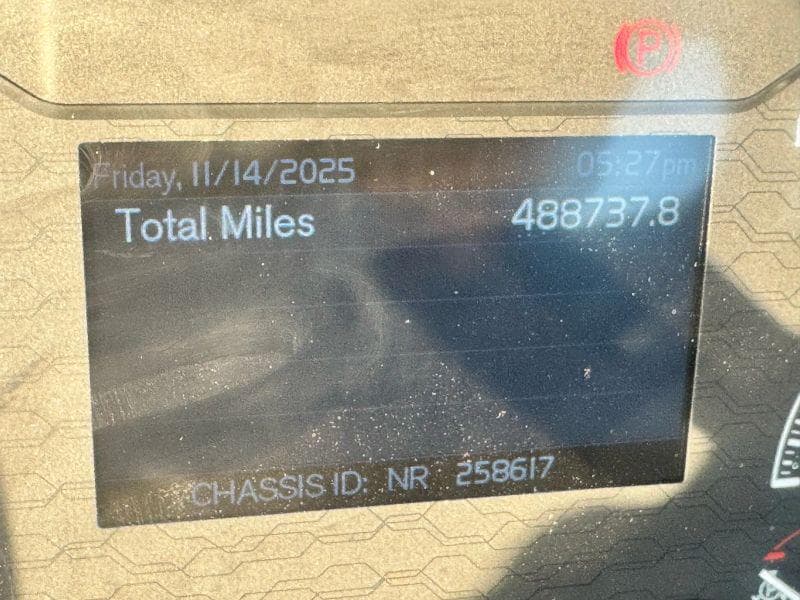 P
Friday, 11/14/2025 05:27pm
Total Miles 488737.8
CHASSIS ID: NR 258617